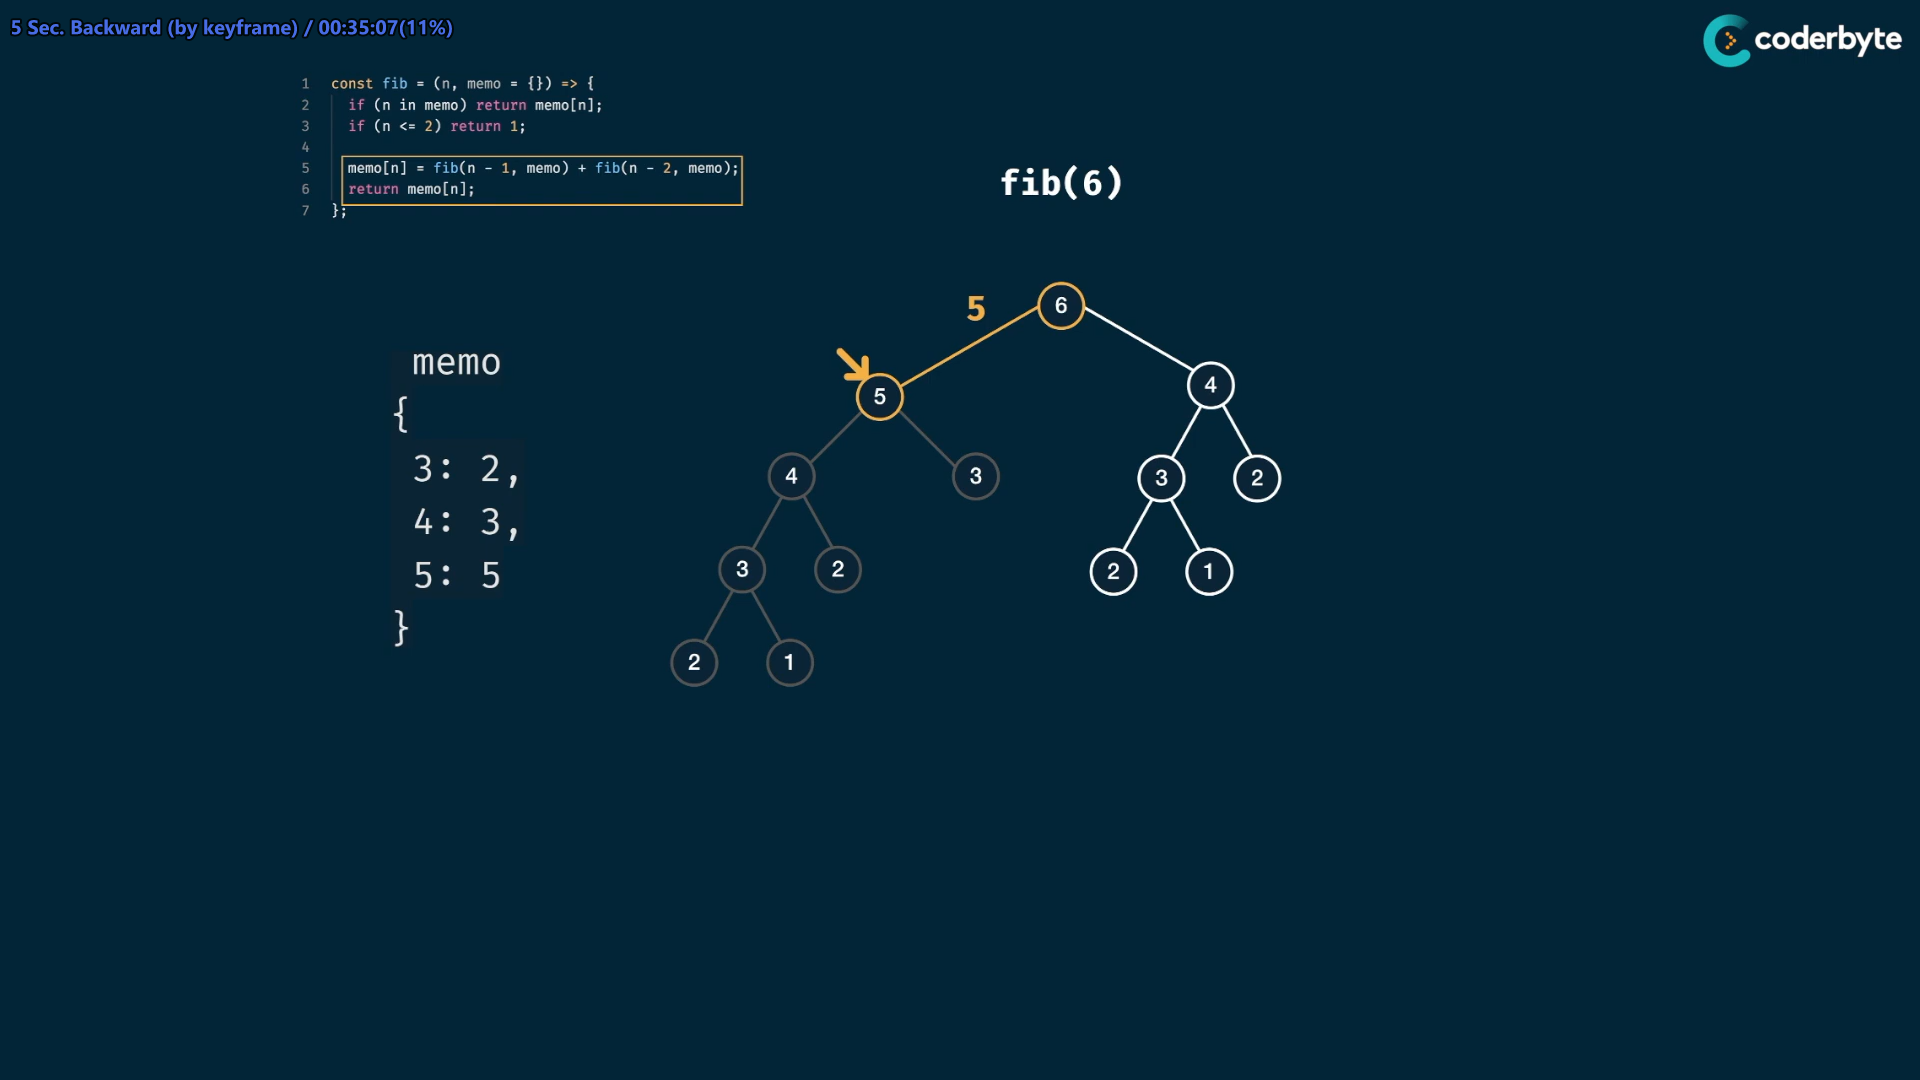 5 Sec. Backward (by keyframe) / 00:35:07(11%)
coderbyte
1 const fib = (n, memo = {}) => {
2 if (n in memo) return memo[n];
3 if (n <= 2) return 1;
4
5 memo[n] = fib(n - 1, memo) + fib(n - 2, memo);
6 return memo[n];
7 };
fib(6)
5 6
4
5
memo
{
3: 2,
4: 3,
5: 5
}
4 3 3 2
3 2 2 1
2 1